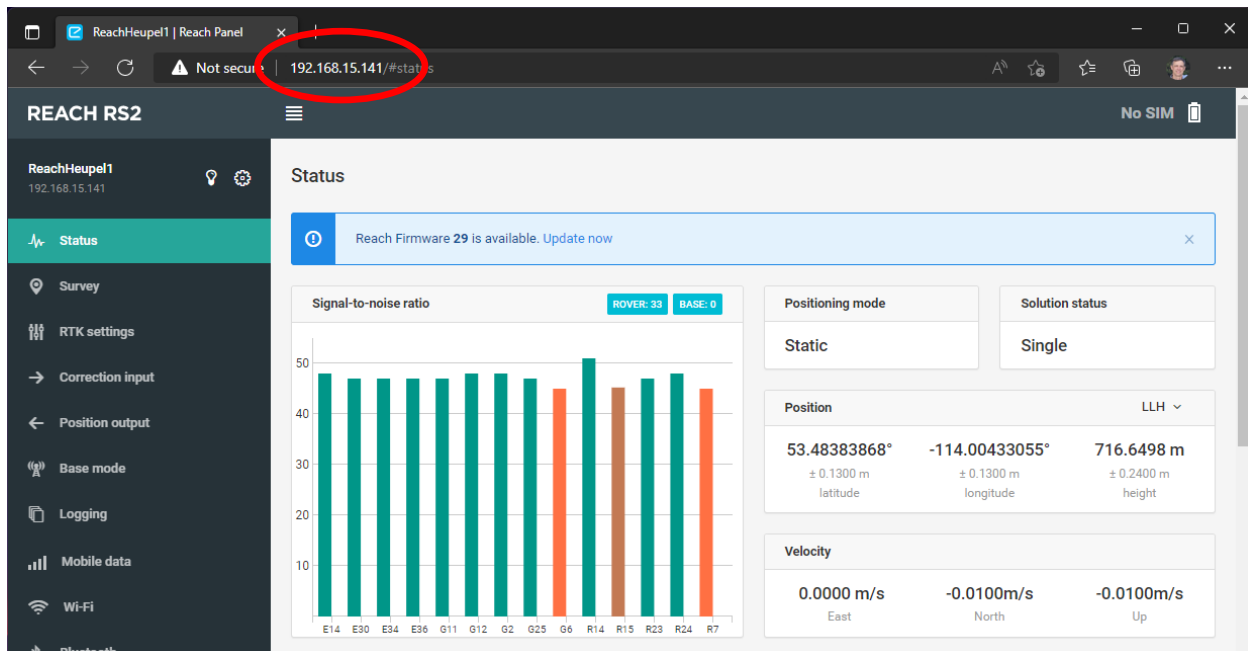 ReachHeupel1 | Reach Panel
Not secure | 192.168.15.141/#status
REACH RS2
No SIM
ReachHeupel1
192.168.15.141
Status
Survey
RTK settings
Correction input
Position output
Base mode
Logging
Mobile data
Wi-Fi
Bluetooth
Status
Reach Firmware 29 is available. Update now
Signal-to-noise ratio
ROVER: 33 BASE: 0
50
40
30
20
10
E14 E30 E34 E36 G11 G12 G2 G25 G6 R14 R15 R23 R24 R7
Positioning mode
Static
Solution status
Single
Position
LLH
53.48383868° -114.00433055° 716.6498 m
± 0.1300 m ± 0.1300 m ± 0.2400 m
latitude longitude height
Velocity
0.0000 m/s -0.0100m/s -0.0100m/s
East North Up